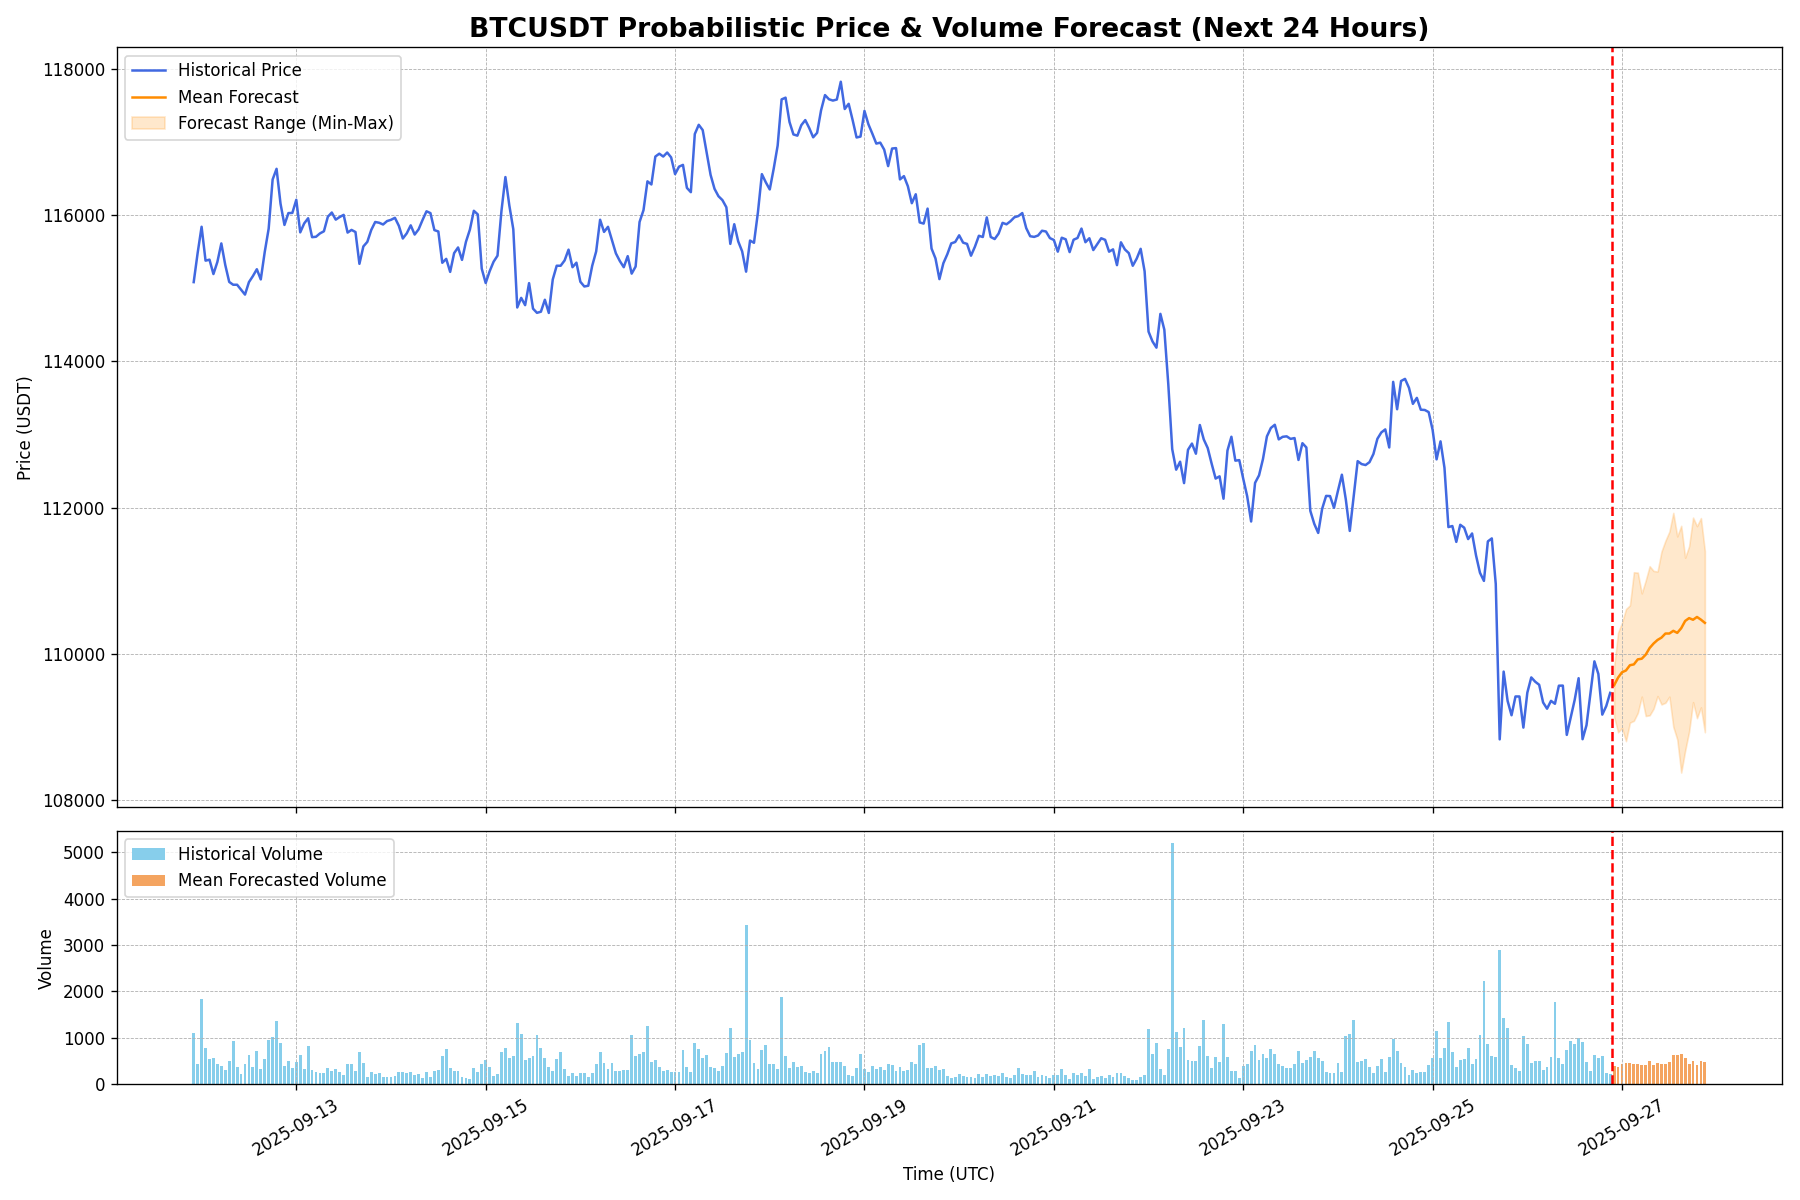 BTCUSDT Probabilistic Price & Volume Forecast (Next 24 Hours)
Historical Price
Mean Forecast
Forecast Range (Min-Max)
118000
116000
114000
112000
110000
108000
Price (USDT)
Historical Volume
Mean Forecasted Volume
5000
4000
3000
2000
1000
0
Volume
2025-09-13
2025-09-15
2025-09-17
2025-09-19
2025-09-21
2025-09-23
2025-09-25
2025-09-27
Time (UTC)